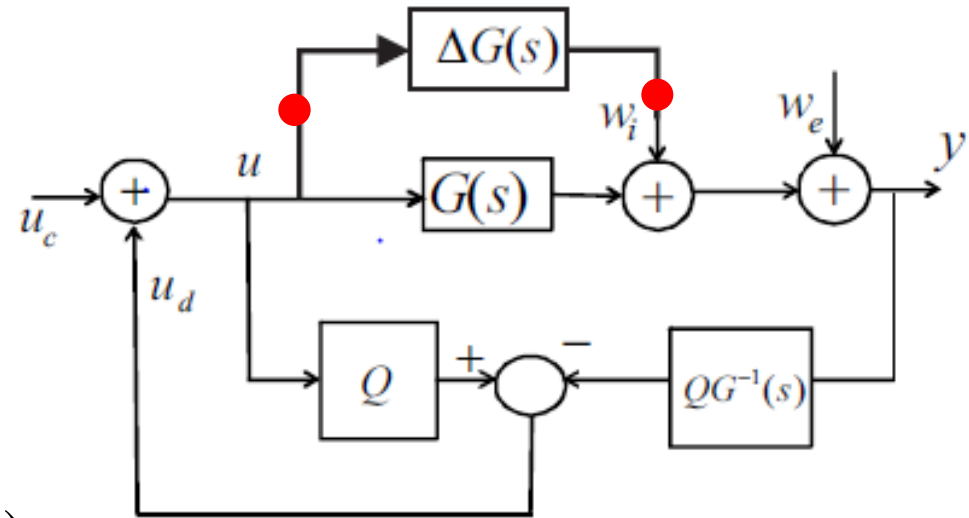 ΔG(s)
w_i
w_e
y
u
+
G(s)
+
+
u_c
u_d
Q
+
−
QG⁻¹(s)
)